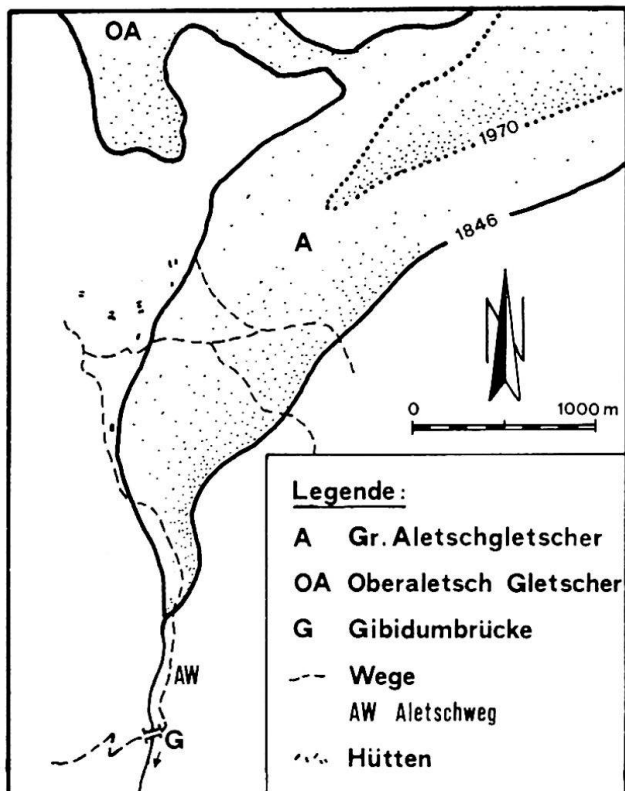 OA
1970
A
1846
N
0 1000 m
Legende:
A Gr. Aletschgletscher
OA Oberaletsch Gletscher
G Gibidumbrücke
Wege
AW Aletschweg
Hütten
AW
G